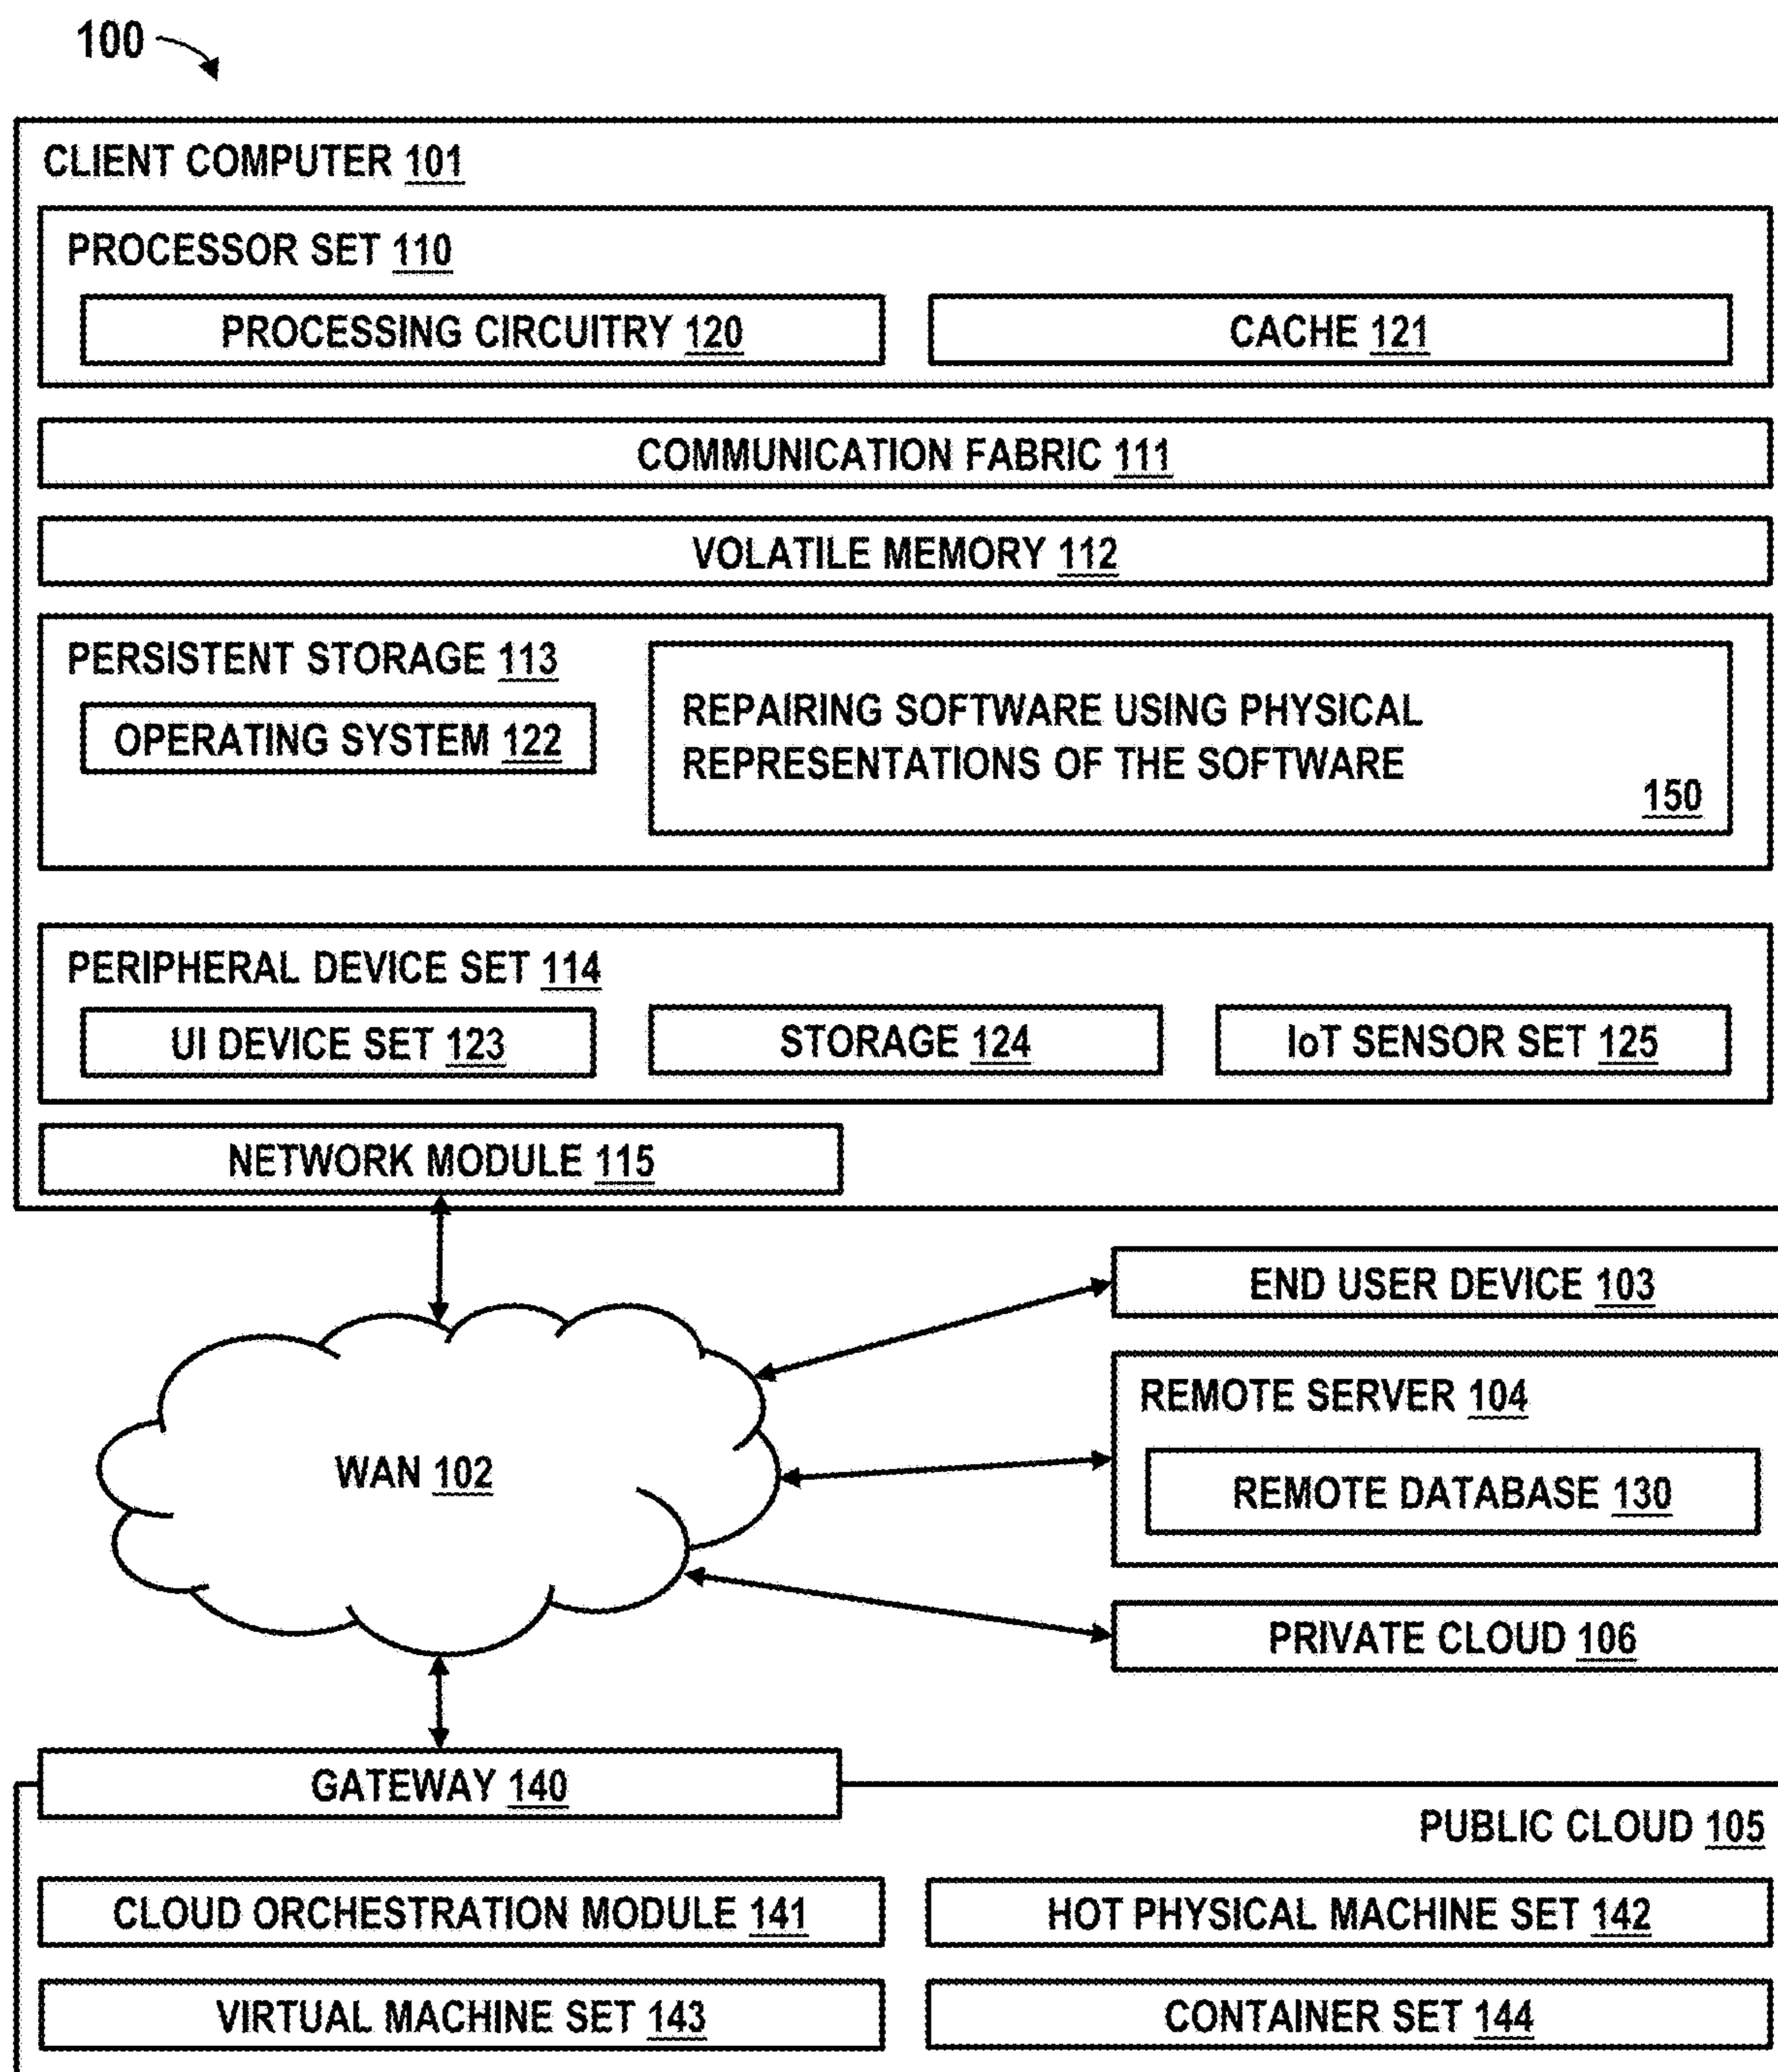 100
CLIENT COMPUTER 101
PROCESSOR SET 110
PROCESSING CIRCUITRY 120
CACHE 121
COMMUNICATION FABRIC 111
VOLATILE MEMORY 112
PERSISTENT STORAGE 113
OPERATING SYSTEM 122
REPAIRING SOFTWARE USING PHYSICAL
REPRESENTATIONS OF THE SOFTWARE
150
PERIPHERAL DEVICE SET 114
UI DEVICE SET 123
STORAGE 124
IoT SENSOR SET 125
NETWORK MODULE 115
END USER DEVICE 103
REMOTE SERVER 104
WAN 102
REMOTE DATABASE 130
PRIVATE CLOUD 106
GATEWAY 140
PUBLIC CLOUD 105
CLOUD ORCHESTRATION MODULE 141
HOT PHYSICAL MACHINE SET 142
VIRTUAL MACHINE SET 143
CONTAINER SET 144